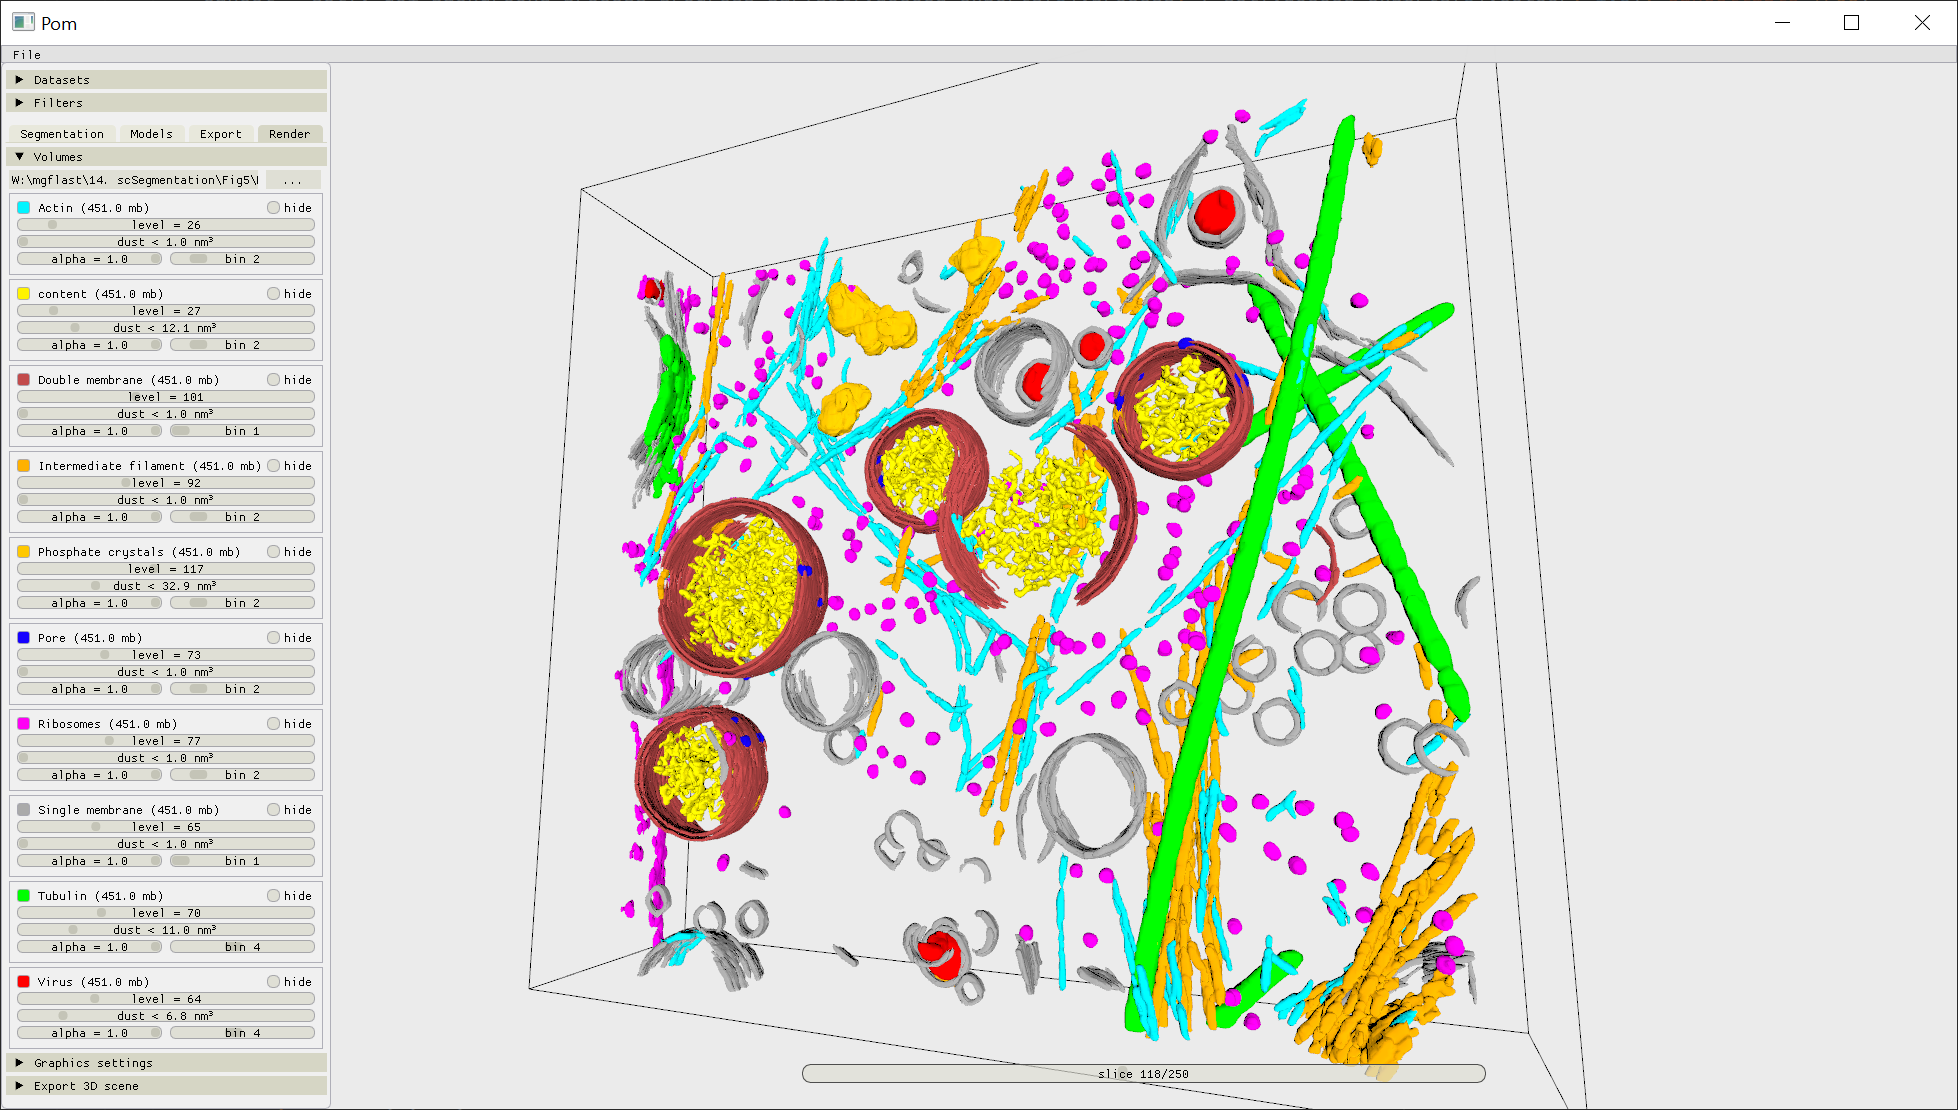 Pom
File
Datasets
Filters
Segmentation Models Export Render
Volumes
W:\mgflast\14. scSegmentation\Fig5\ ...
Actin (451.0 mb) hide
level = 26
dust < 1.0 nm³
alpha = 1.0 bin 2
content (451.0 mb) hide
level = 27
dust < 12.1 nm³
alpha = 1.0 bin 2
Double membrane (451.0 mb) hide
level = 101
dust < 1.0 nm³
alpha = 1.0 bin 1
Intermediate filament (451.0 mb) hide
level = 92
dust < 1.0 nm³
alpha = 1.0 bin 2
Phosphate crystals (451.0 mb) hide
level = 117
dust < 32.9 nm³
alpha = 1.0 bin 2
Pore (451.0 mb) hide
level = 73
dust < 1.0 nm³
alpha = 1.0 bin 2
Ribosomes (451.0 mb) hide
level = 77
dust < 1.0 nm³
alpha = 1.0 bin 2
Single membrane (451.0 mb) hide
level = 65
dust < 1.0 nm³
alpha = 1.0 bin 1
Tubulin (451.0 mb) hide
level = 70
dust < 11.0 nm³
alpha = 1.0 bin 4
Virus (451.0 mb) hide
level = 64
dust < 6.8 nm³
alpha = 1.0 bin 4
Graphics settings
Export 3D scene
slice 118/250